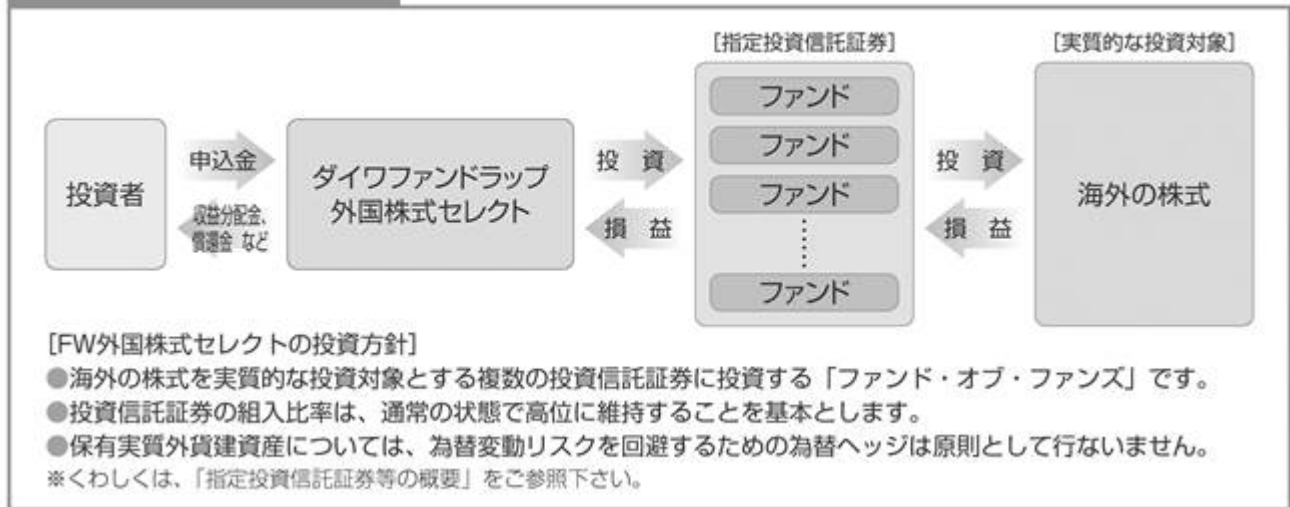 [指定投資信託証券]
[実質的な投資対象]
投資者
申込金
収益分配金、
償還金 など
ダイワファンドラップ
外国株式セレクト
投 資
損 益
ファンド
ファンド
ファンド
ファンド
投 資
損 益
海外の株式
[FW外国株式セレクトの投資方針]
●海外の株式を実質的な投資対象とする複数の投資信託証券に投資する「ファンド・オブ・ファンズ」です。
●投資信託証券の組入比率は、通常の状態で高位に維持することを基本とします。
●保有実質外貨建資産については、為替変動リスクを回避するための為替ヘッジは原則として行ないません。
※くわしくは、「指定投資信託証券等の概要」をご参照下さい。